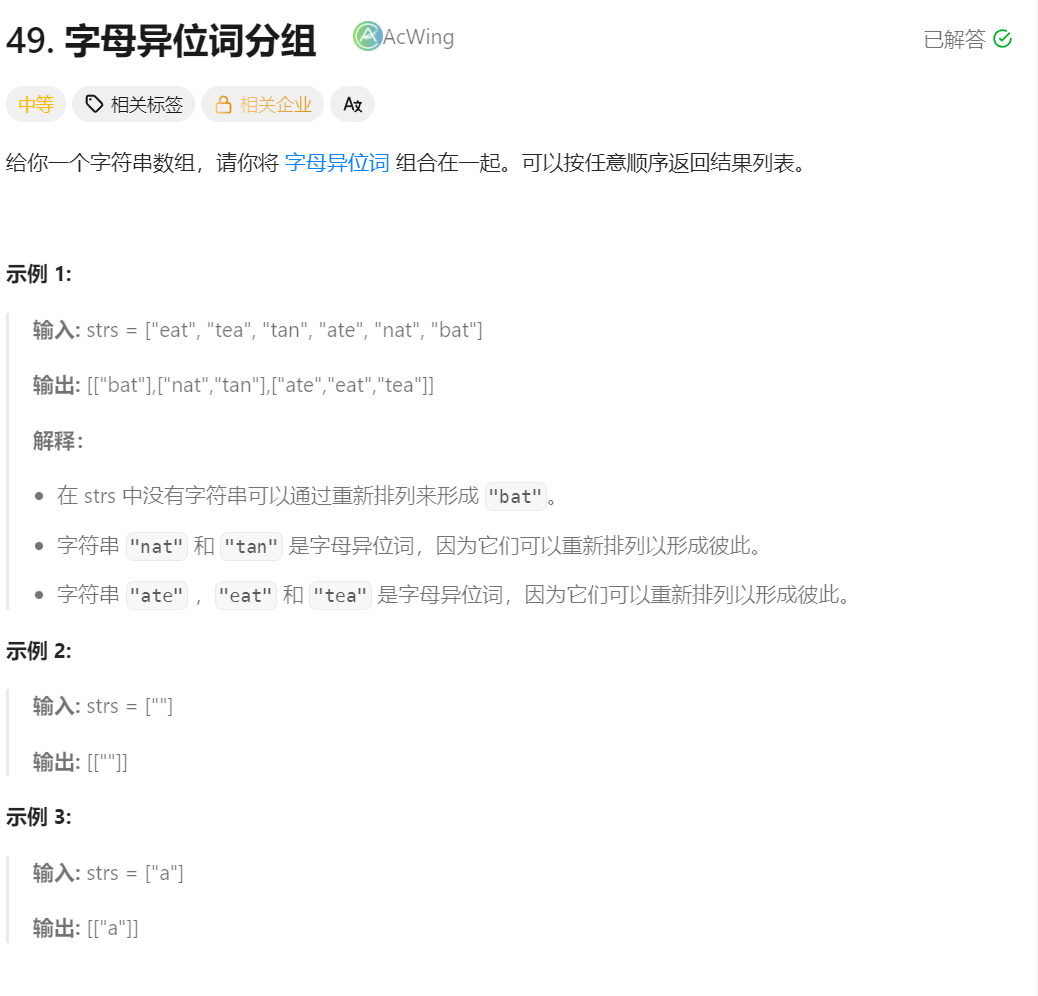 49. 字母异位词分组 AcWing 已解答
中等 相关标签 相关企业 A文
给你一个字符串数组，请你将 字母异位词 组合在一起。可以按任意顺序返回结果列表。
示例 1:
输入: strs = ["eat", "tea", "tan", "ate", "nat", "bat"]
输出: [["bat"],["nat","tan"],["ate","eat","tea"]]
解释：
在 strs 中没有字符串可以通过重新排列来形成 "bat"。
字符串 "nat" 和 "tan" 是字母异位词，因为它们可以重新排列以形成彼此。
字符串 "ate" ，"eat" 和 "tea" 是字母异位词，因为它们可以重新排列以形成彼此。
示例 2:
输入: strs = [""]
输出: [[""]]
示例 3:
输入: strs = ["a"]
输出: [["a"]]